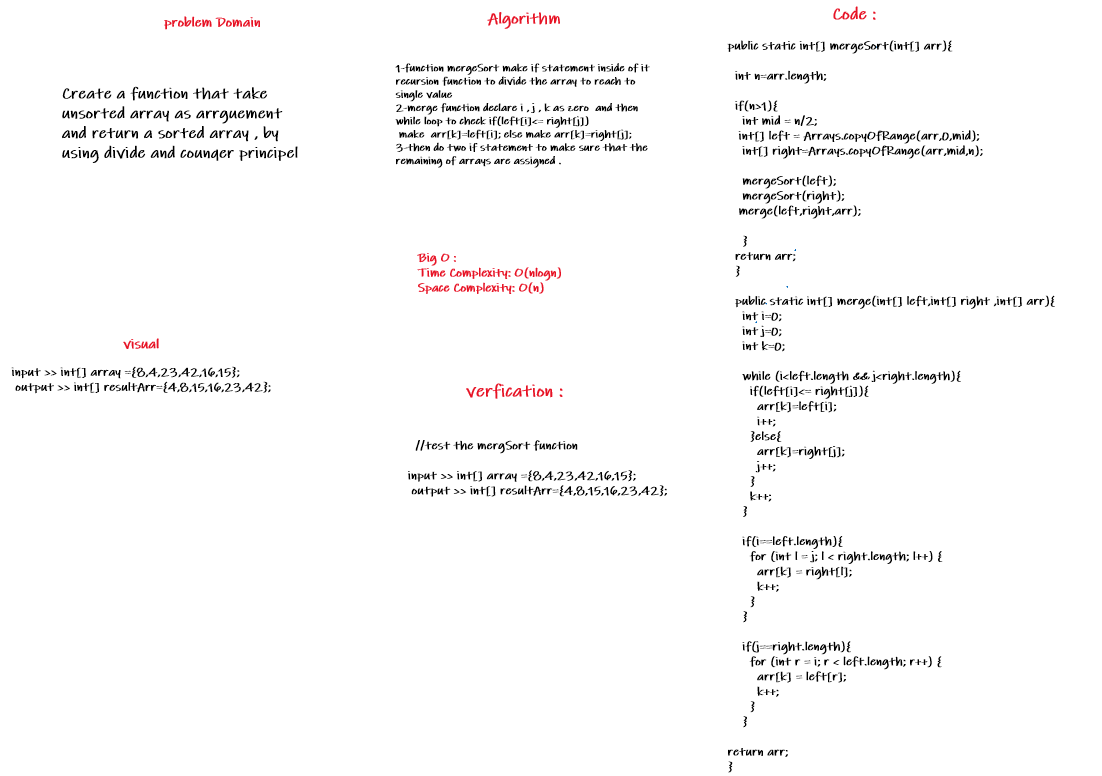 problem Domain
Create a function that take
unsorted array as arrguement
and return a sorted array , by
using divide and counqer principel
visual
input >> int[] array ={8,4,23,42,16,15};
output >> int[] resultArr={4,8,15,16,23,42};
Algorithm
1-function mergeSort make if statement inside of it
recursion function to divide the array to reach to
single value
2-merge function declare i , j , k as zero and then
while loop to check if(left[i]<= right[j])
make arr[k]=left[i]; else make arr[k]=right[j];
3-then do two if statement to make sure that the
remaining of arrays are assigned .
Big O :
Time Complexity: O(nlogn)
Space Complexity: O(n)
verfication :
//test the mergSort function
input >> int[] array ={8,4,23,42,16,15};
output >> int[] resultArr={4,8,15,16,23,42};
Code :
public static int[] mergeSort(int[] arr){
int n=arr.length;
if(n>1){
int mid = n/2;
int[] left = Arrays.copyOfRange(arr,0,mid);
int[] right=Arrays.copyOfRange(arr,mid,n);
mergeSort(left);
mergeSort(right);
merge(left,right,arr);
}
return arr;
}
public static int[] merge(int[] left,int[] right ,int[] arr){
int i=0;
int j=0;
int k=0;
while (i<left.length && j<right.length){
if(left[i]<= right[j]){
arr[k]=left[i];
i++;
}else{
arr[k]=right[j];
j++;
}
k++;
}
if(i==left.length){
for (int l = j; l < right.length; l++) {
arr[k] = right[l];
k++;
}
}
if(j==right.length){
for (int r = i; r < left.length; r++) {
arr[k] = left[r];
k++;
}
}
return arr;
}